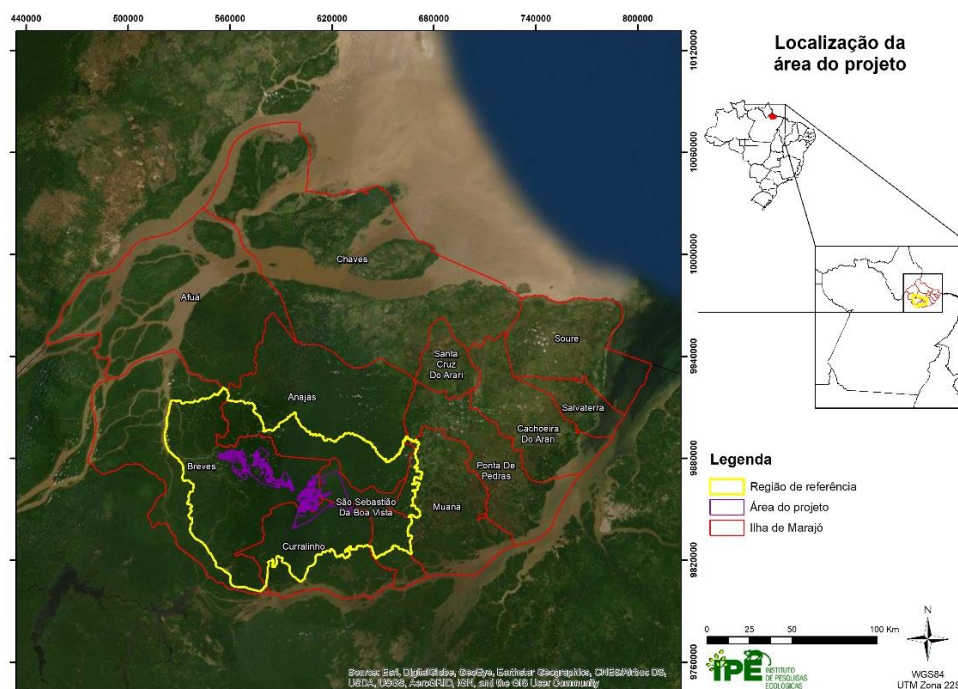 440000 500000 560000 620000 680000 740000 800000
10120000
10060000
10000000
9940000
9880000
9820000
9760000
Chaves
Afuá
Soure
Santa
Cruz
Do Arari
Anajás
Salvaterra
Cachoeira
Do Arari
Breves
Ponta De
Pedras
São Sebastião
Da Boa Vista
Muaná
Curralinho
Source: Esri, DigitalGlobe, GeoEye, Earthstar Geographics, CNES/Airbus DS,
USDA, USGS, AeroGRID, IGN, and the GIS User Community
Localização da
área do projeto
Legenda
Região de referência
Área do projeto
Ilha de Marajó
0 25 50 100 Km
N
IPÊ INSTITUTO
DE PESQUISAS
ECOLÓGICAS
WGS84
UTM Zona 22S